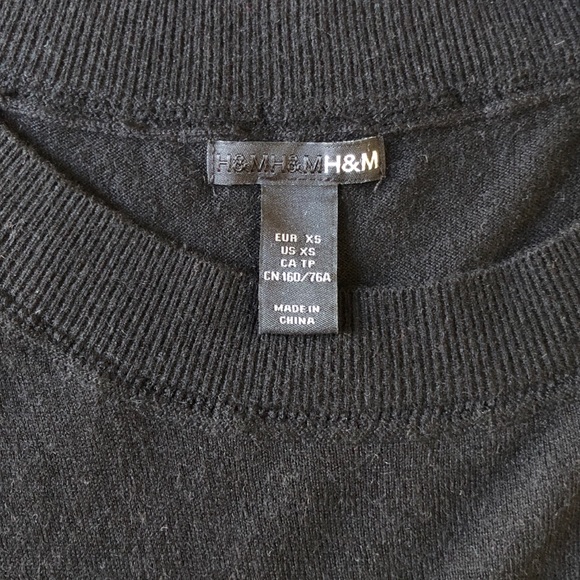 H&MH&MH&M
EUR XS
US XS
CA TP
CN 160/76A
MADE IN
CHINA